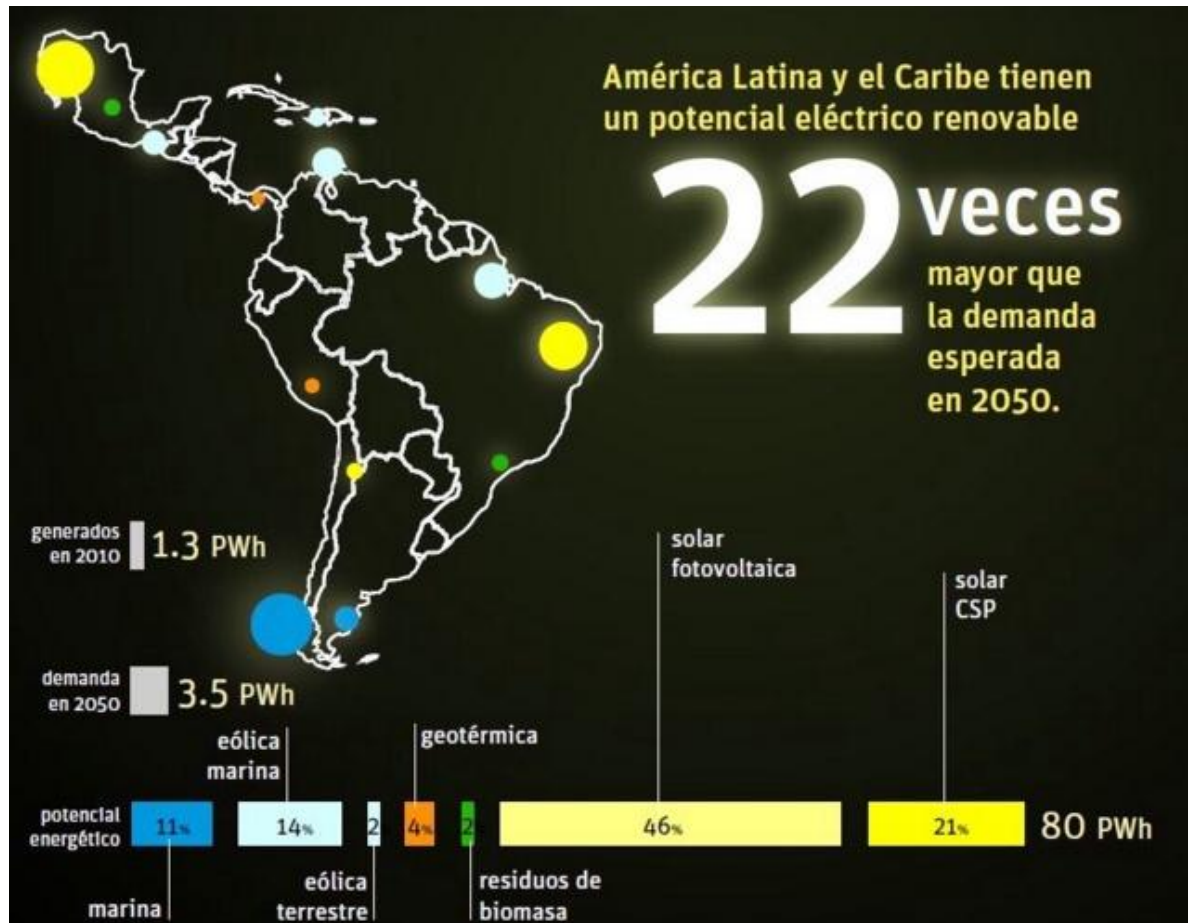 América Latina y el Caribe tienen
un potencial eléctrico renovable
22 veces
mayor que
la demanda
esperada
en 2050.
generados
en 2010
1.3 PWh
demanda
en 2050
3.5 PWh
solar
fotovoltaica
solar
CSP
eólica
marina
geotérmica
potencial
energético
11% 14% 2 4% 2% 46% 21% 80 PWh
marina
eólica
terrestre
residuos de
biomasa